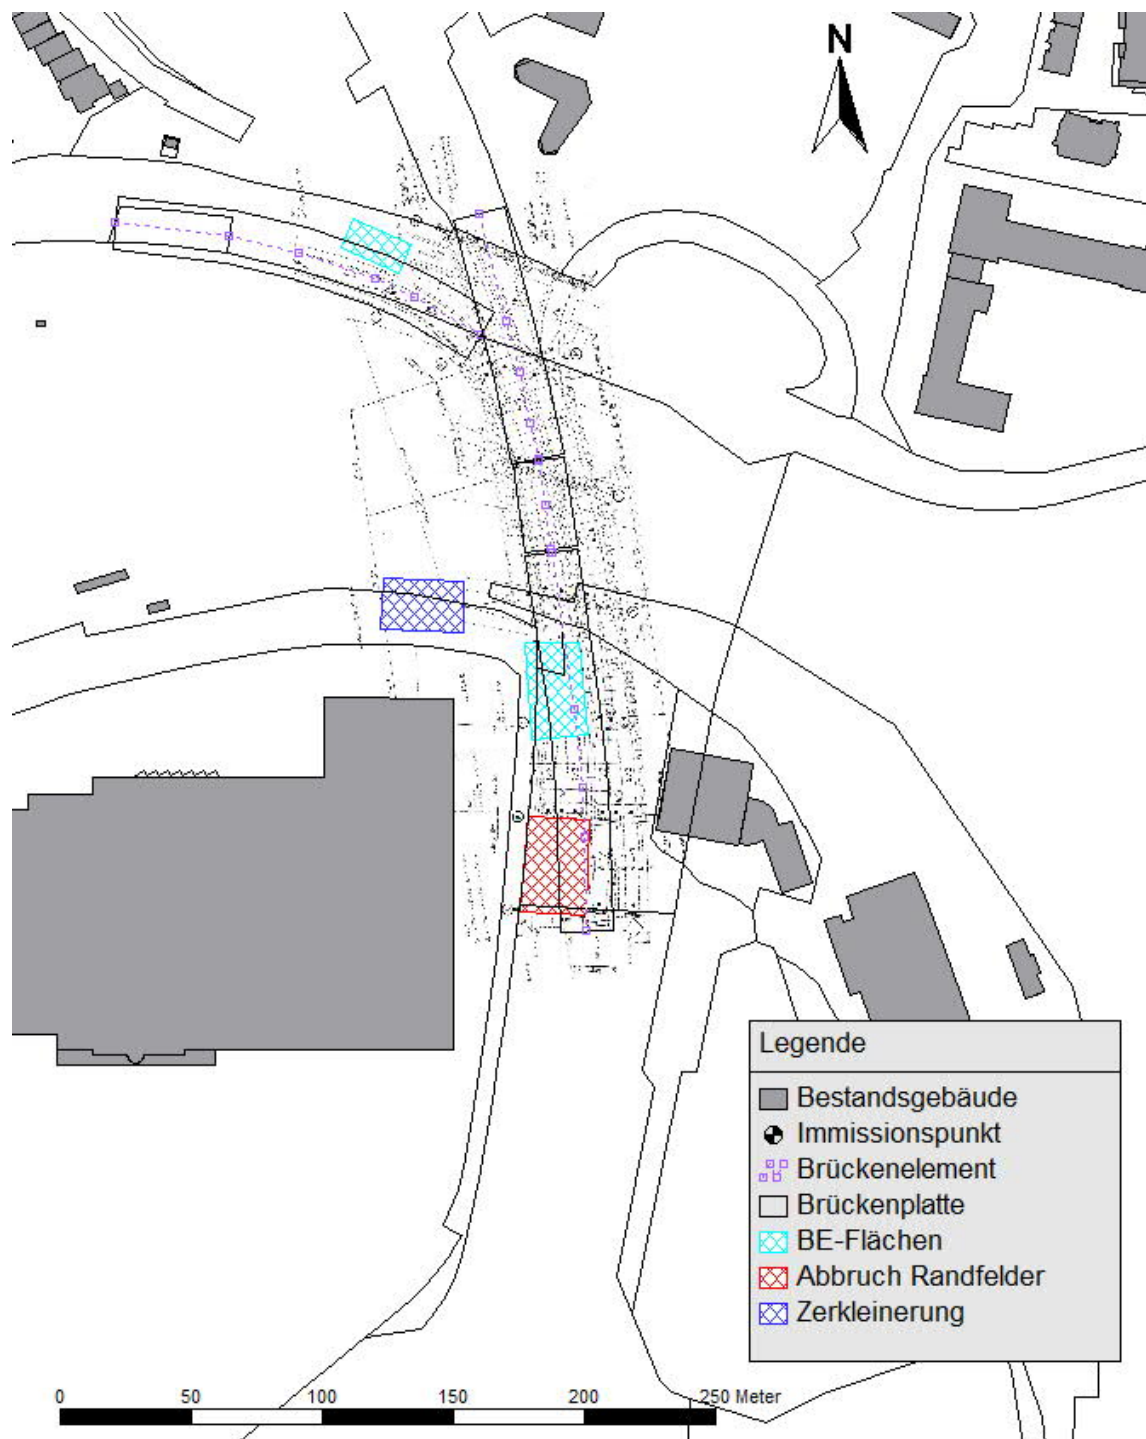 N
Legende
Bestandsgebäude
Immissionspunkt
Brückenelement
Brückenplatte
BE-Flächen
Abbruch Randfelder
Zerkleinerung
0 50 100 150 200 250 Meter